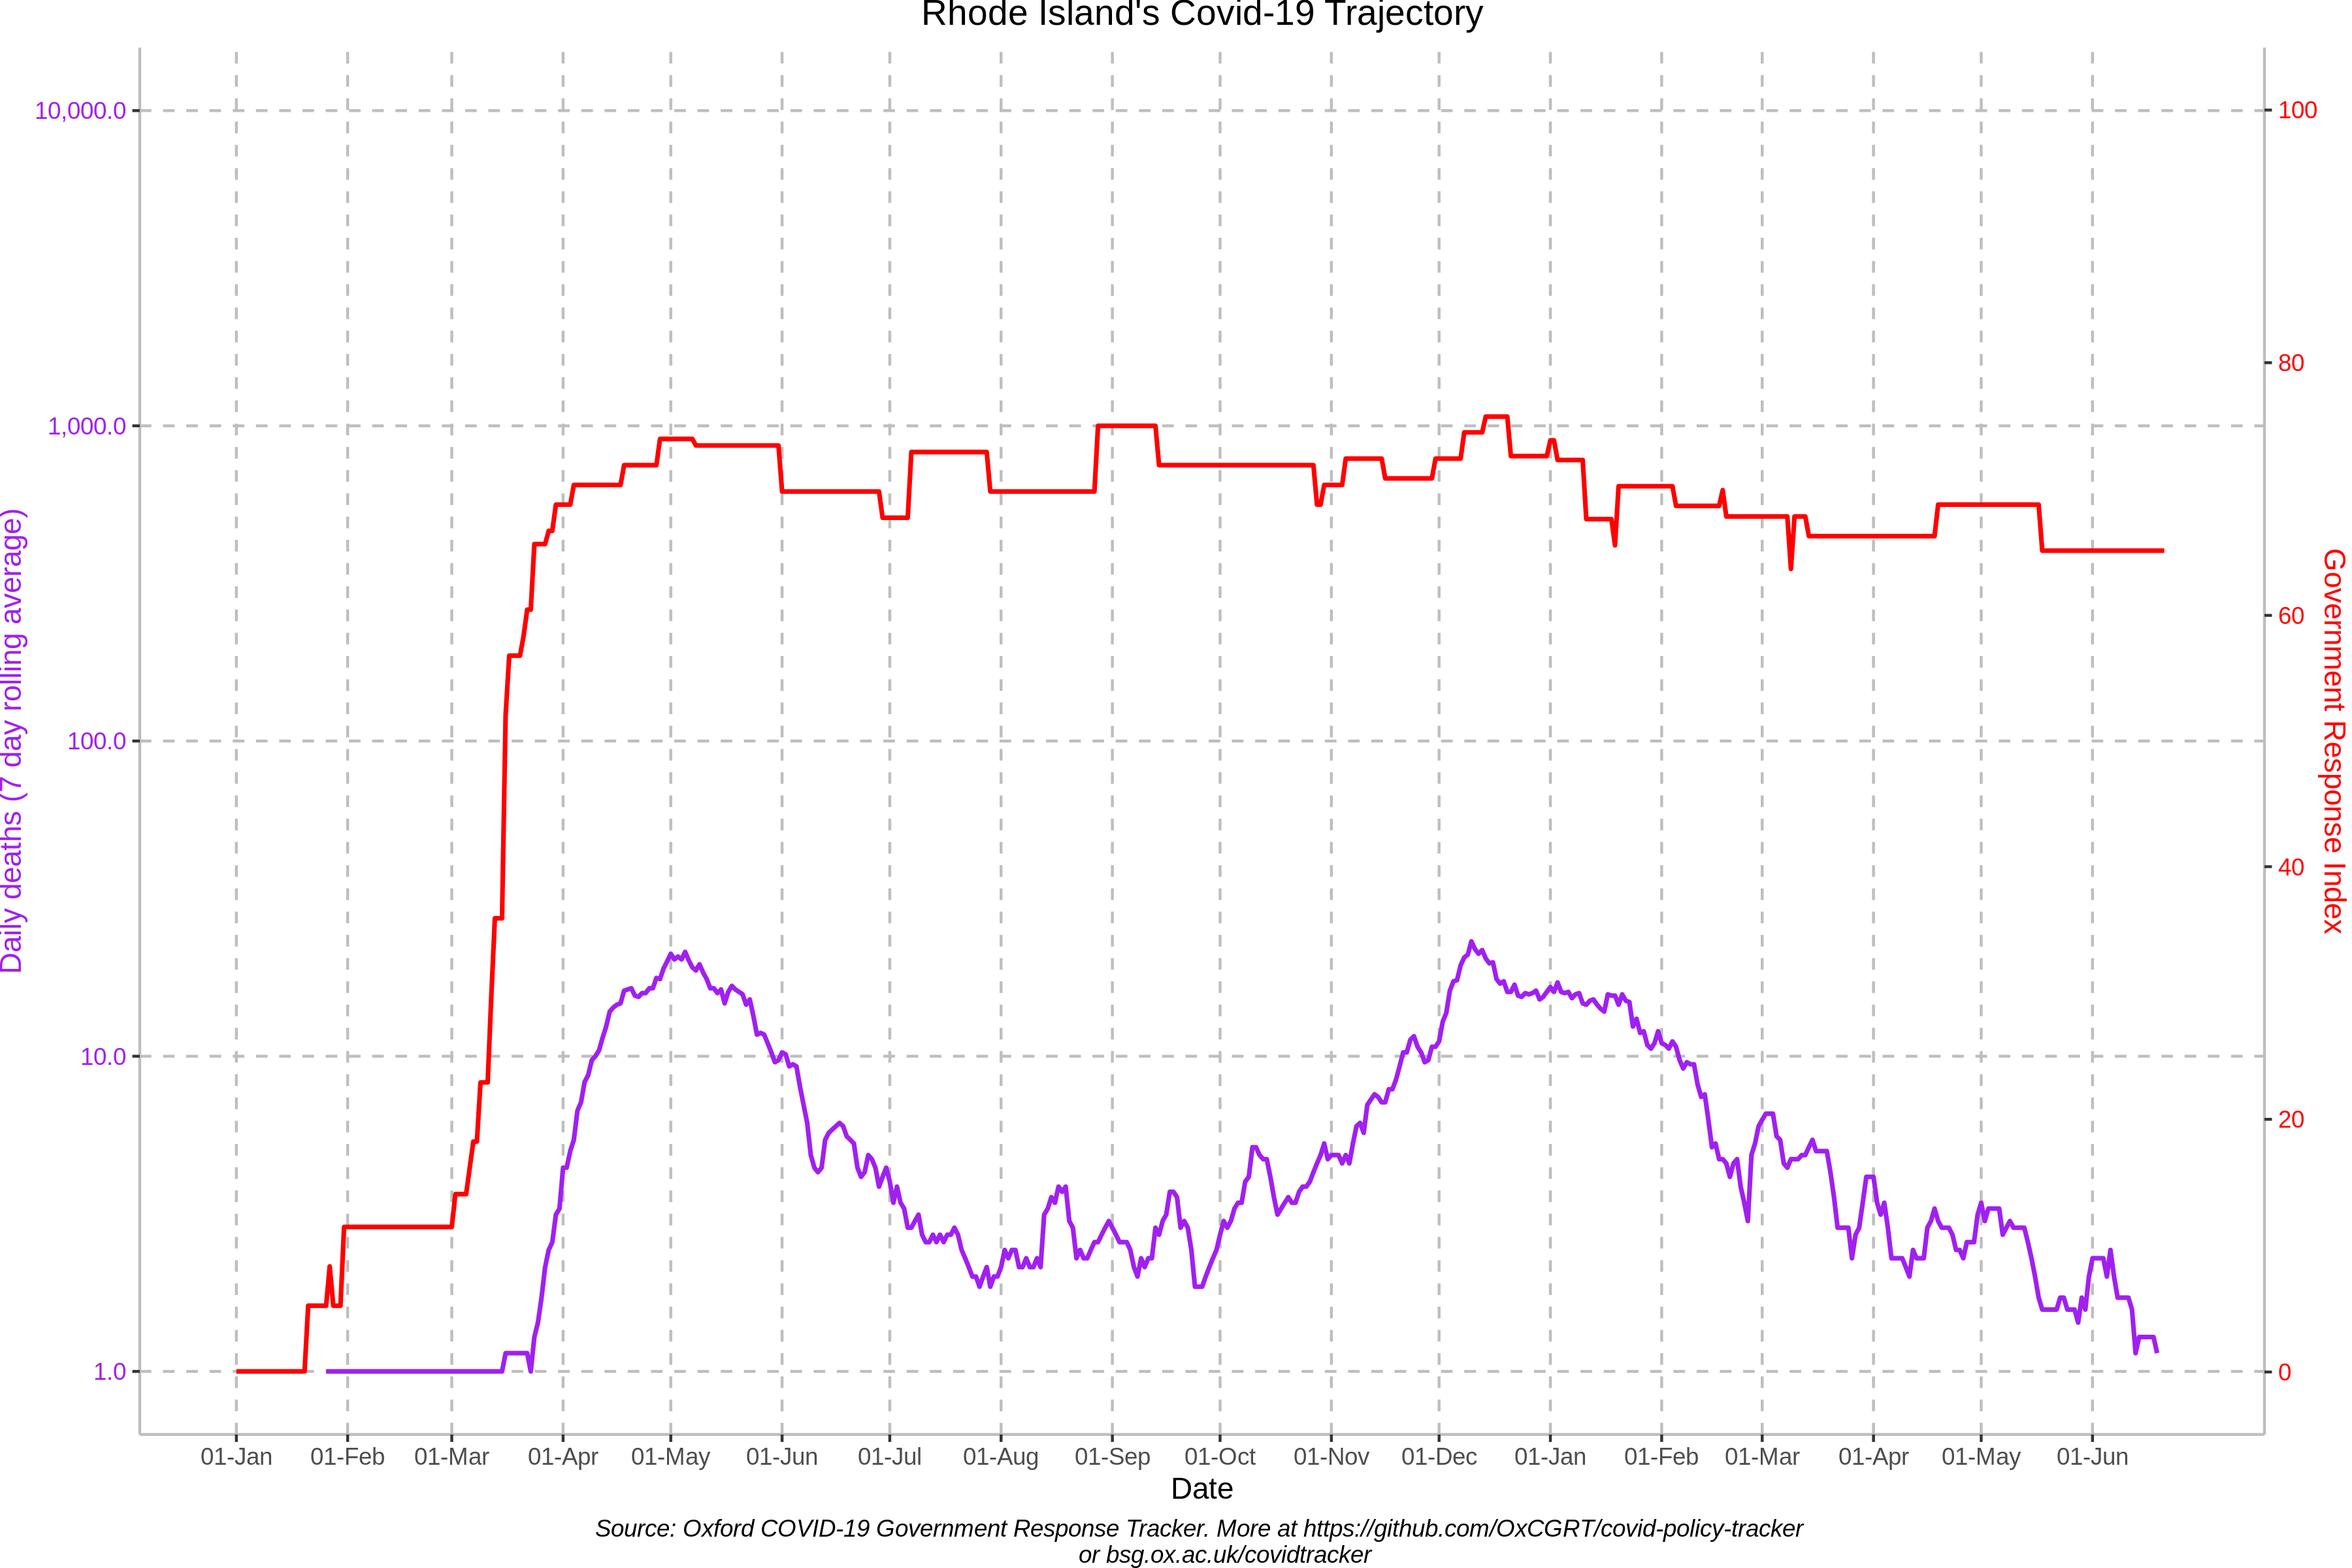 Rhode Island's Covid-19 Trajectory
10,000.0
1,000.0
100.0
10.0
1.0
Daily deaths (7 day rolling average)
100
80
60
40
20
0
Government Response Index
01-Jan 01-Feb 01-Mar 01-Apr 01-May 01-Jun 01-Jul 01-Aug 01-Sep 01-Oct 01-Nov 01-Dec 01-Jan 01-Feb 01-Mar 01-Apr 01-May 01-Jun
Date
Source: Oxford COVID-19 Government Response Tracker. More at https://github.com/OxCGRT/covid-policy-tracker
or bsg.ox.ac.uk/covidtracker